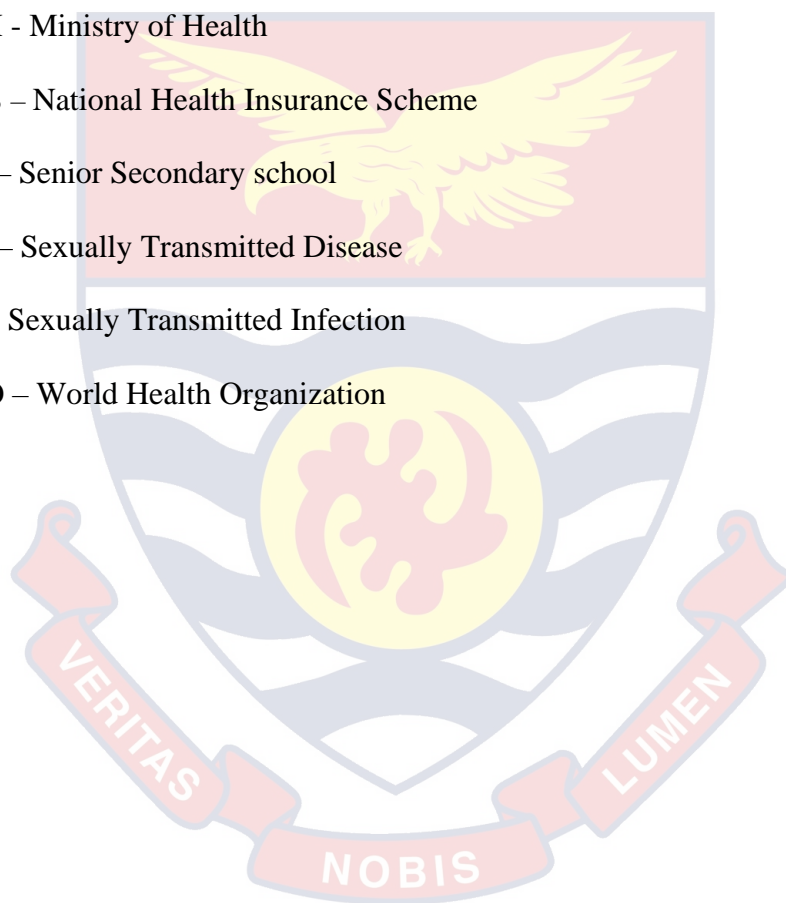 - Ministry of Health
– National Health Insurance Scheme
– Senior Secondary school
– Sexually Transmitted Disease
Sexually Transmitted Infection
– World Health Organization
VERITAS
NOBIS
LUMEN